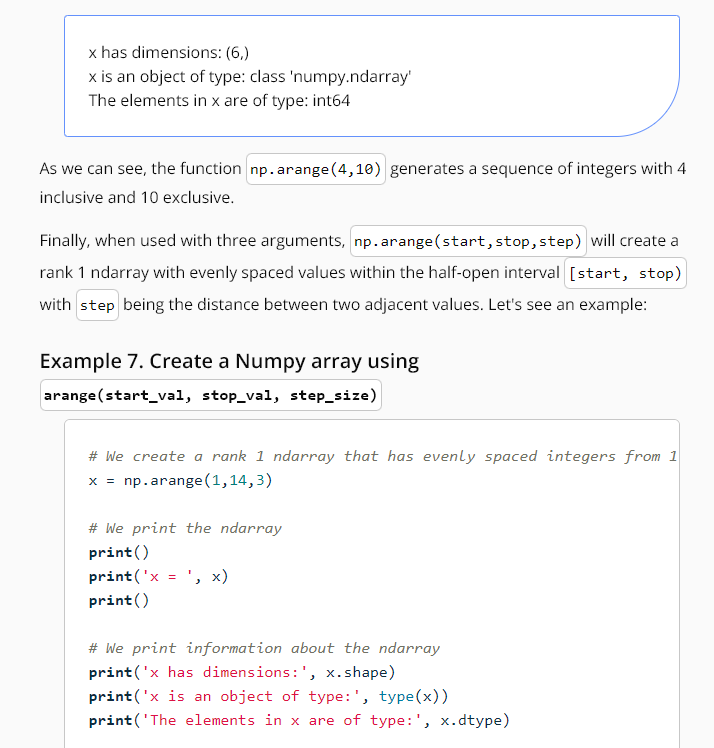 x has dimensions: (6,)
x is an object of type: class 'numpy.ndarray'
The elements in x are of type: int64
As we can see, the function np.arange(4,10) generates a sequence of integers with 4
inclusive and 10 exclusive.
Finally, when used with three arguments, np.arange(start,stop,step) will create a
rank 1 ndarray with evenly spaced values within the half-open interval [start, stop)
with step being the distance between two adjacent values. Let's see an example:
Example 7. Create a Numpy array using
arange(start_val, stop_val, step_size)
# We create a rank 1 ndarray that has evenly spaced integers from 1
x = np.arange(1,14,3)
# We print the ndarray
print()
print('x = ', x)
print()
# We print information about the ndarray
print('x has dimensions:', x.shape)
print('x is an object of type:', type(x))
print('The elements in x are of type:', x.dtype)